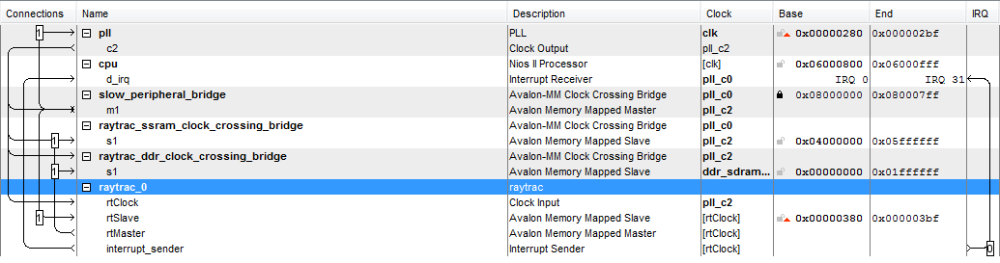 Connections Name Description Clock Base End IRQ
1 pll PLL clk 0x00000280 0x000002bf
c2 Clock Output pll_c2
cpu Nios II Processor [clk] 0x06000800 0x06000fff
d_irq Interrupt Receiver pll_c0 IRQ 0 IRQ 31
slow_peripheral_bridge Avalon-MM Clock Crossing Bridge pll_c0 0x08000000 0x080007ff
m1 Avalon Memory Mapped Master pll_c2
raytrac_ssram_clock_crossing_bridge Avalon-MM Clock Crossing Bridge pll_c0
1 s1 Avalon Memory Mapped Slave pll_c2 0x04000000 0x05ffffff
raytrac_ddr_clock_crossing_bridge Avalon-MM Clock Crossing Bridge pll_c2
1 s1 Avalon Memory Mapped Slave ddr_sdram... 0x00000000 0x01ffffff
raytrac_0 raytrac
rtClock Clock Input pll_c2
1 rtSlave Avalon Memory Mapped Slave [rtClock] 0x00000380 0x000003bf
rtMaster Avalon Memory Mapped Master [rtClock]
interrupt_sender Interrupt Sender [rtClock] 0